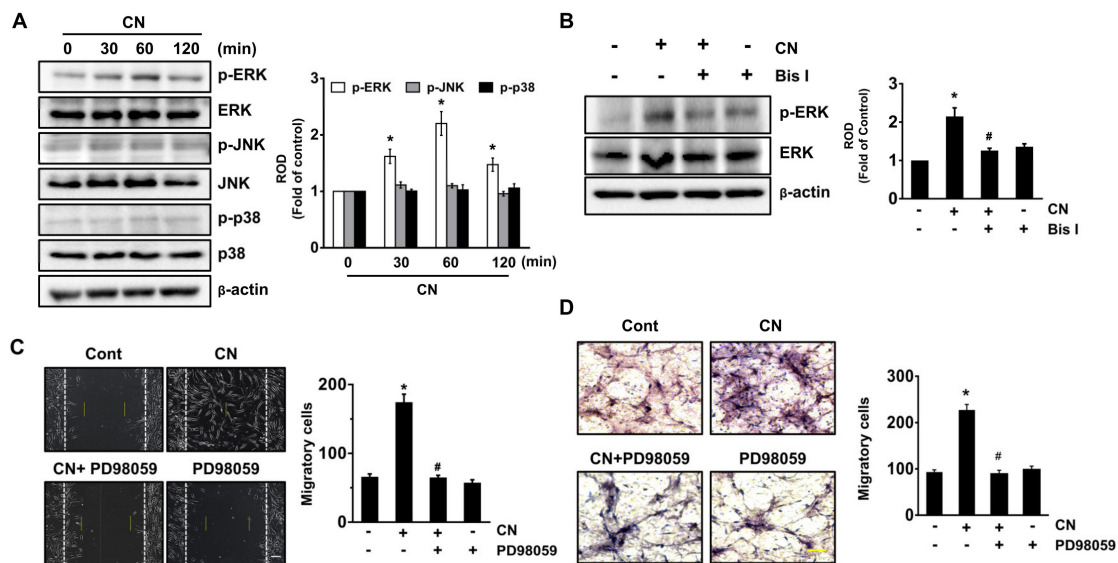 A
CN
0 30 60 120 (min)
p-ERK
ERK
p-JNK
JNK
p-p38
p38
β-actin
ROD
(Fold of control)
3
2
1
0
p-ERK p-JNK p-p38
* * *
0 30 60 120 (min)
CN
B
- + + - CN
- - + + Bis I
p-ERK
ERK
β-actin
ROD
(Fold of Control)
3
2
1
0
* #
- + + - CN
- - + + Bis I
C
Cont CN
CN+ PD98059 PD98059
Migratory cells
200
100
0
* #
- + + - CN
- - + + PD98059
D
Cont CN
CN+PD98059 PD98059
Migratory cells
300
200
100
0
* #
- + + - CN
- - + + PD98059